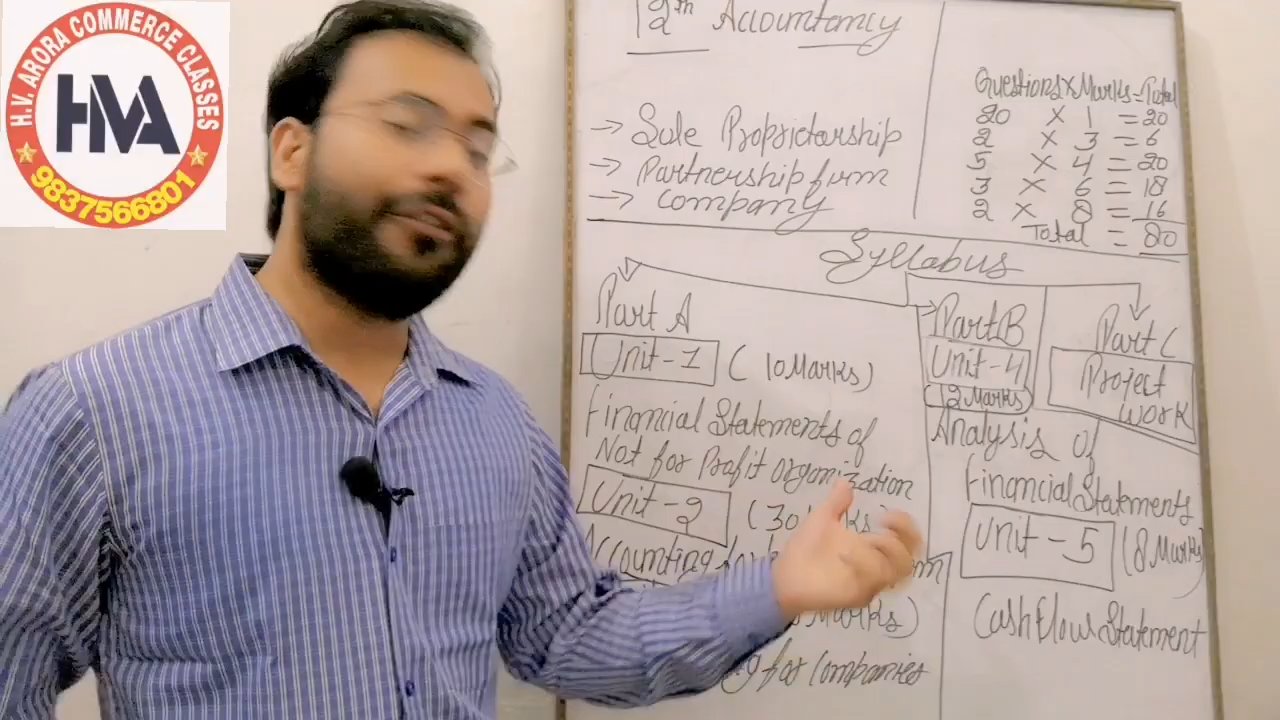 H.V. ARORA COMMERCE CLASSES
HVA
9837566801
12th Accountancy
→ Sole Proprietorship
→ Partnership firm
→ Company
Questions × Marks = Total
20 × 1 = 20
2 × 3 = 6
5 × 4 = 20
3 × 6 = 18
2 × 8 = 16
Total = 80
Syllabus
Part A
Unit-1 (10 Marks)
Financial Statements of
Not for Profit Organization
Unit-2 (30
Accounting
Marks)
for Companies
Part B
Unit-4
12 Marks
Analysis of
Financial Statements
Unit-5 (8 Marks)
Cash Flow Statement
Part C
Project
Work